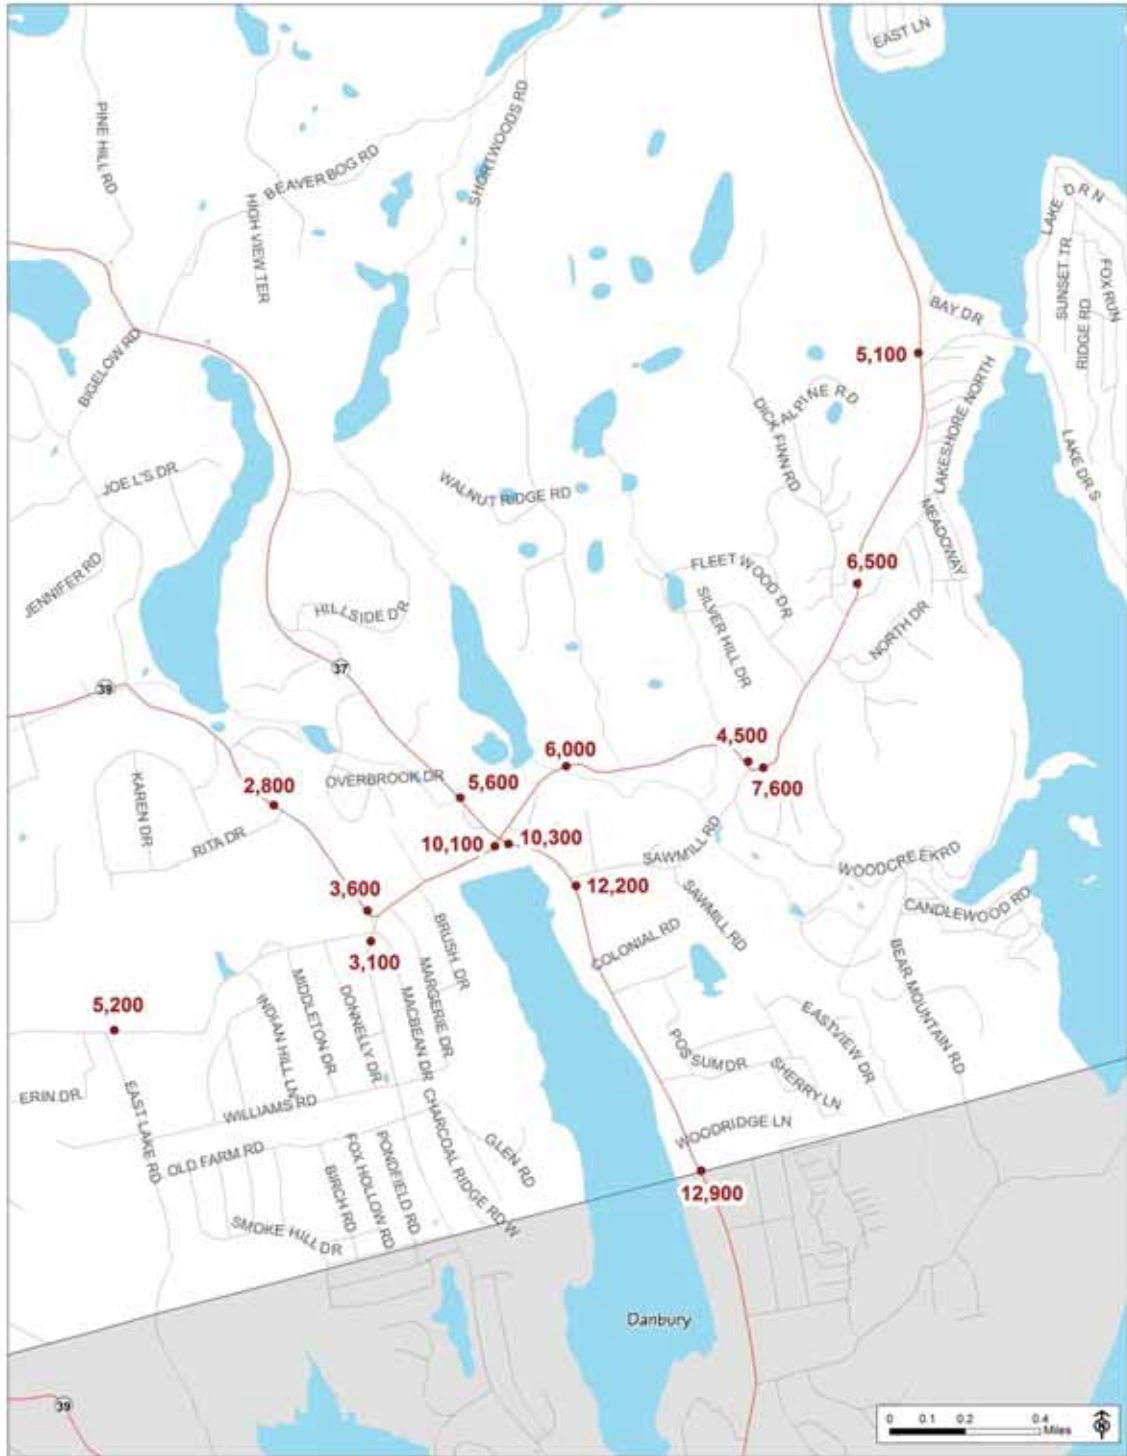 EAST LN
PINE HILL RD
SHORTWOODS RD
BEAVER BOG RD
HIGH VIEW TER
LAKE DR N
SUNSET TR
FOX RUN
RIDGE RD
BAY DR
BIGELOW RD
5,100
ALPINE RD
DICK FINN RD
LAKESHORE NORTH
LAKE DR S
JOEL'S DR
WALNUT RIDGE RD
MEADOWAY
JENNIFER RD
FLEETWOOD DR
6,500
HILLSIDE DR
SILVER HILL DR
NORTH DR
37
39
4,500
6,000
7,600
OVERBROOK DR
5,600
2,800
KAREN DR
RITA DR
10,100
10,300
SAWMILL RD
WOODCREEK RD
12,200
3,600
SAWMILL RD
CANDLEWOOD RD
BRUSH. DR
COLONIAL RD
3,100
MARGERIE DR
BEAR MOUNTAIN RD
MIDDLETON DR
DONNELLY DR
MACBEAN DR
INDIAN HILL LN
5,200
EASTVIEW DR
POSSUM DR
SHERRY LN
ERIN DR.
EAST LAKE RD
WILLIAMS RD
CHARCOAL RIDGE RD W
WOODRIDGE LN
GLEN RD
OLD FARM RD
PONDFIELD RD
FOX HOLLOW RD
BIRCH RD
12,900
SMOKE HILL DR
Danbury
39
0 0.1 0.2 0.4
Miles
N